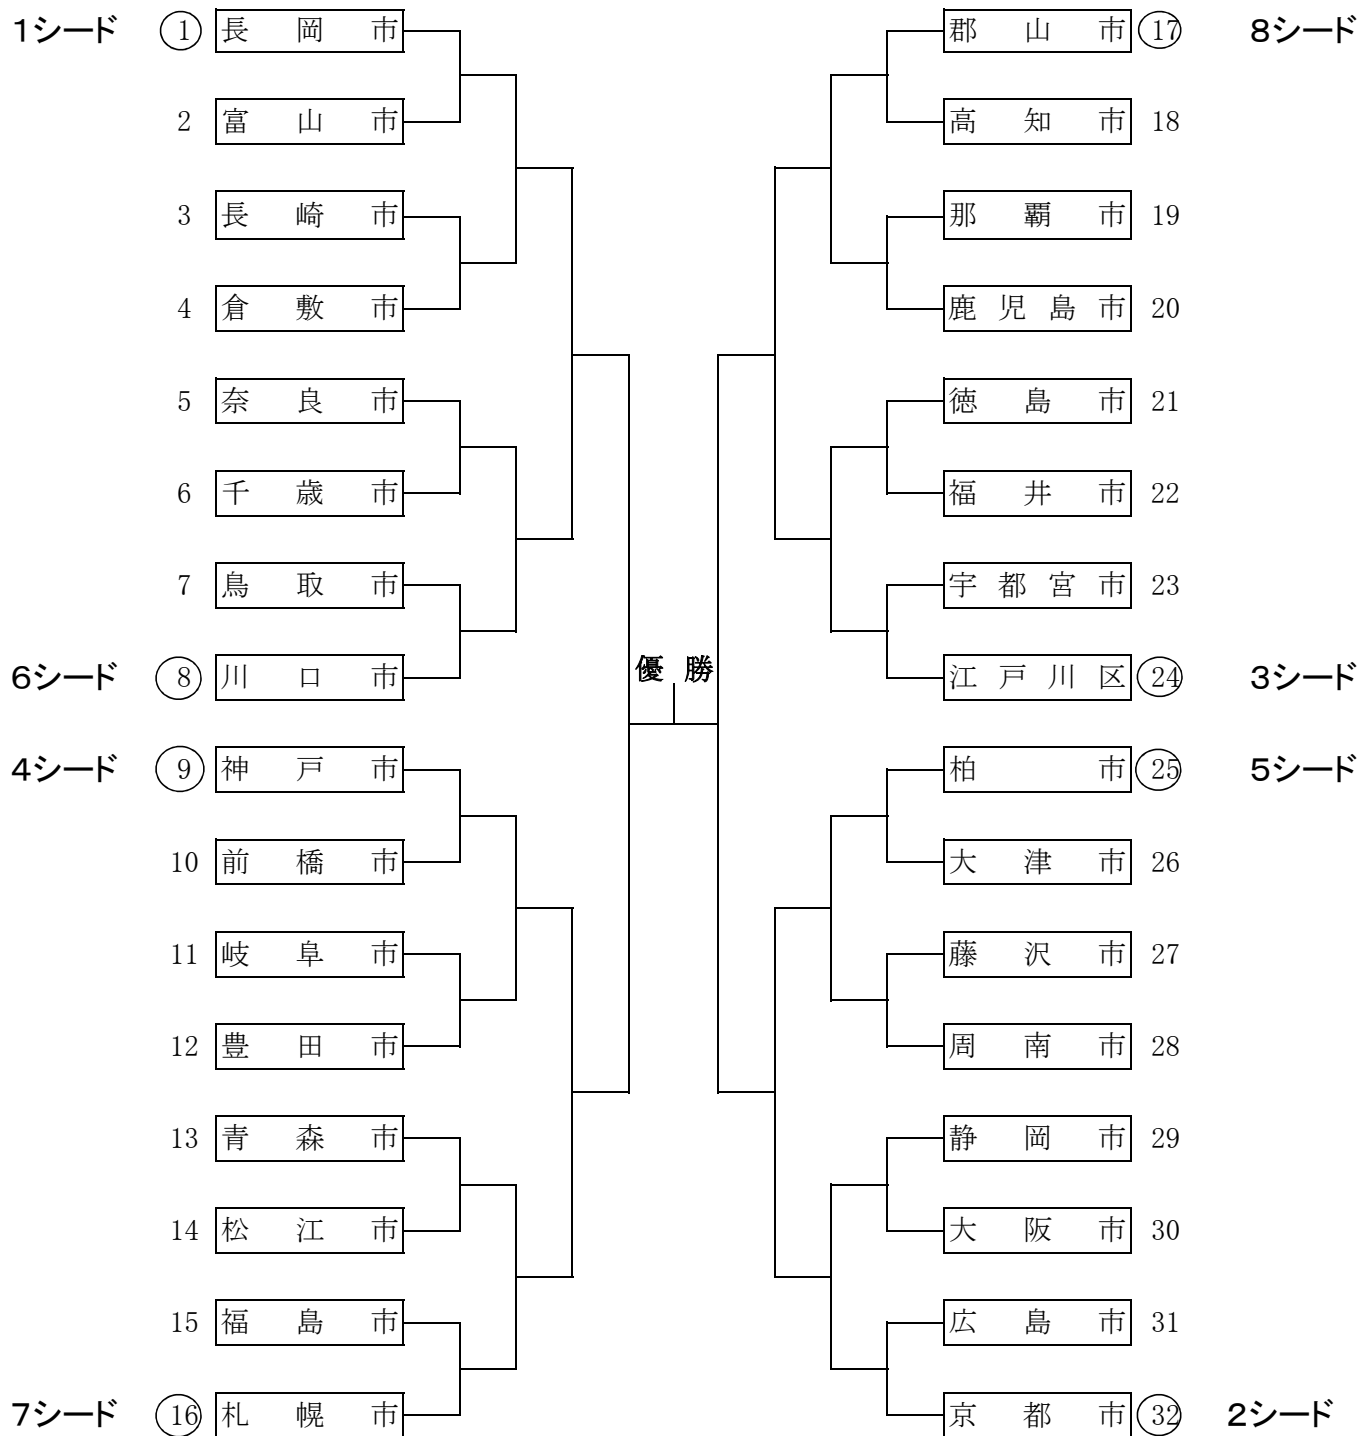 1シード ① 長岡市 郡山市 ⑰ 8シード
2 富山市 高知市 18
3 長崎市 那覇市 19
4 倉敷市 鹿児島市 20
5 奈良市 徳島市 21
6 千歳市 福井市 22
7 鳥取市 宇都宮市 23
6シード ⑧ 川口市 優勝 江戸川区 ㉔ 3シード
4シード ⑨ 神戸市 柏市 ㉕ 5シード
10 前橋市 大津市 26
11 岐阜市 藤沢市 27
12 豊田市 周南市 28
13 青森市 静岡市 29
14 松江市 大阪市 30
15 福島市 広島市 31
7シード ⑯ 札幌市 京都市 ㉜ 2シード